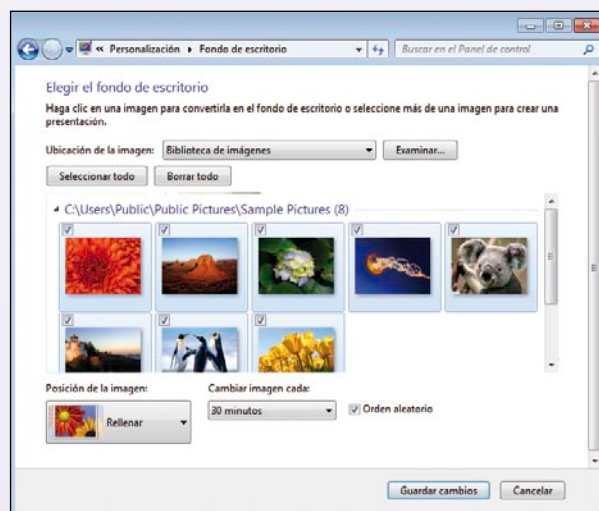 « Personalización ▸ Fondo de escritorio
Buscar en el Panel de control
Elegir el fondo de escritorio
Haga clic en una imagen para convertirla en el fondo de escritorio o seleccione más de una imagen para crear una
presentación.
Ubicación de la imagen: Biblioteca de imágenes Examinar...
Seleccionar todo Borrar todo
C:\Users\Public\Public Pictures\Sample Pictures (8)
Posición de la imagen: Cambiar imagen cada:
Rellenar 30 minutos Orden aleatorio
Guardar cambios Cancelar